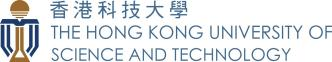 香港科技大學
THE HONG KONG UNIVERSITY OF
SCIENCE AND TECHNOLOGY